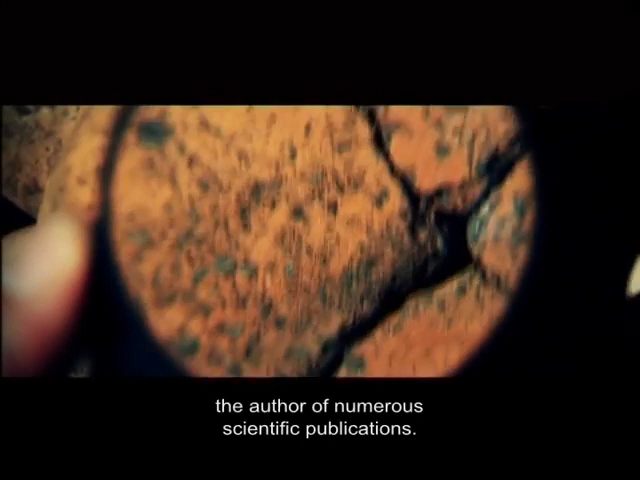 the author of numerous
scientific publications.